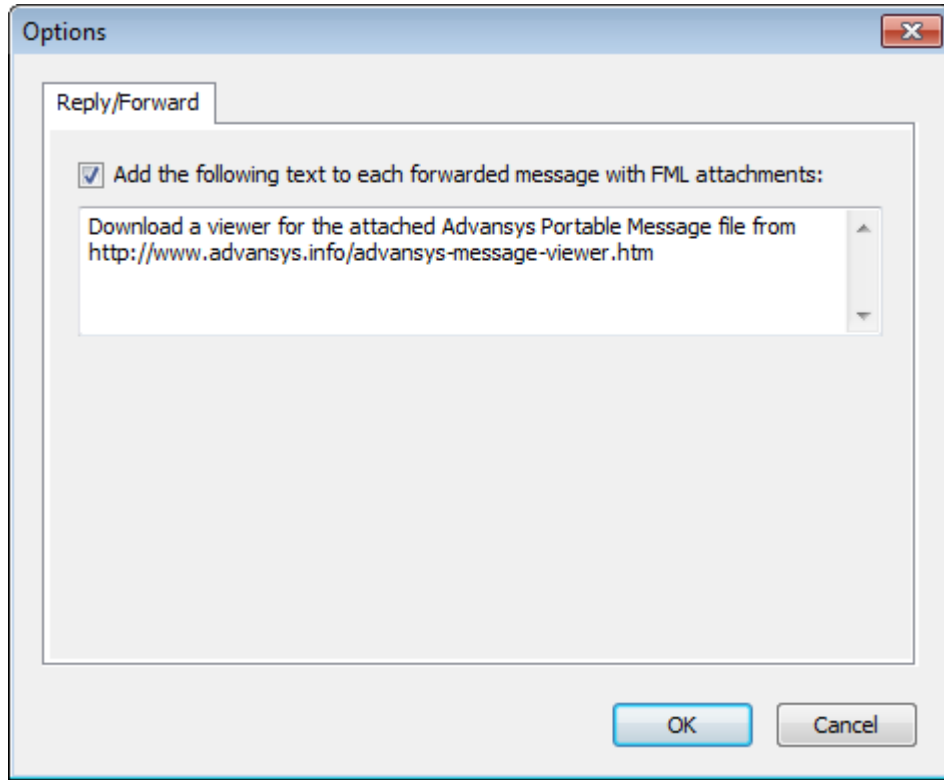 Options
Reply/Forward
Add the following text to each forwarded message with FML attachments:
Download a viewer for the attached Advansys Portable Message file from
http://www.advansys.info/advansys-message-viewer.htm
OK
Cancel